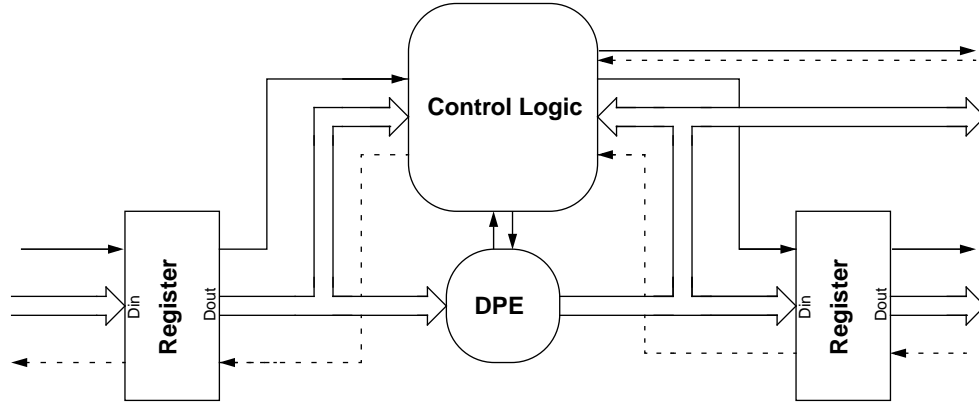 Control Logic
DPE
Din
Register
Dout
Din
Register
Dout